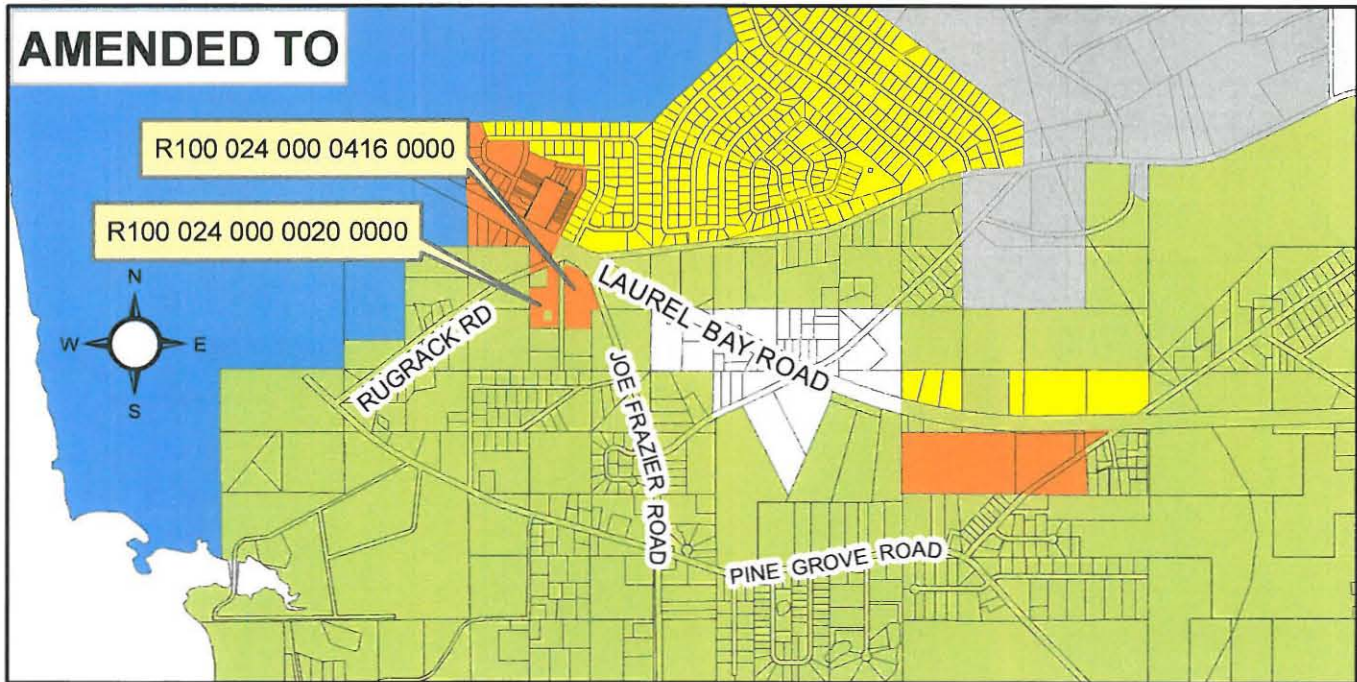 AMENDED TO
R100 024 000 0416 0000
R100 024 000 0020 0000
N
W
E
S
RUGRACK RD
LAUREL BAY ROAD
JOE FRAZIER ROAD
PINE GROVE ROAD